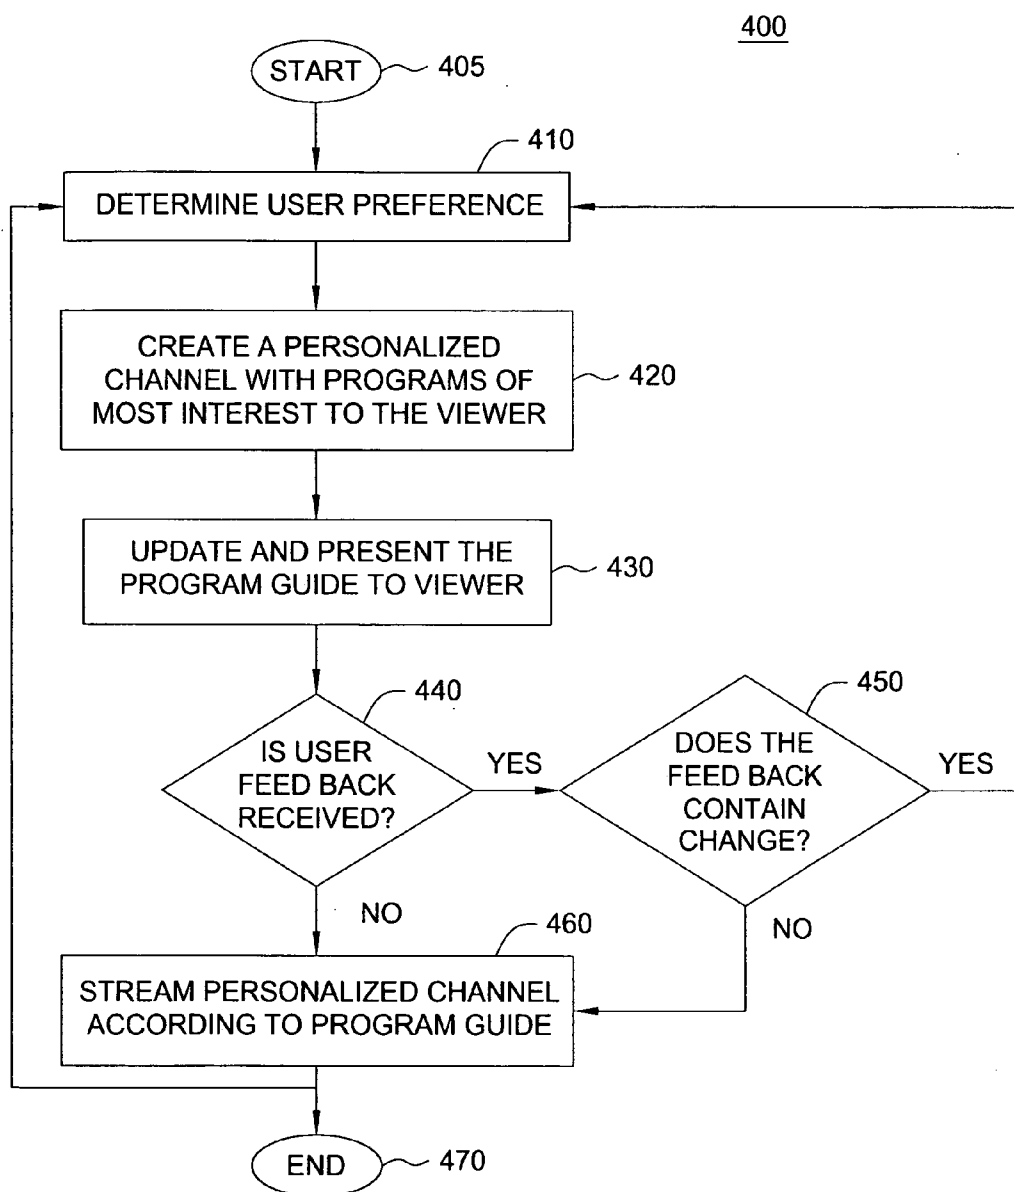 400
START
405
410
DETERMINE USER PREFERENCE
CREATE A PERSONALIZED
CHANNEL WITH PROGRAMS OF
MOST INTEREST TO THE VIEWER
420
UPDATE AND PRESENT THE
PROGRAM GUIDE TO VIEWER
430
440
IS USER
FEED BACK
RECEIVED?
YES
450
DOES THE
FEED BACK
CONTAIN
CHANGE?
YES
NO
NO
460
STREAM PERSONALIZED CHANNEL
ACCORDING TO PROGRAM GUIDE
END
470